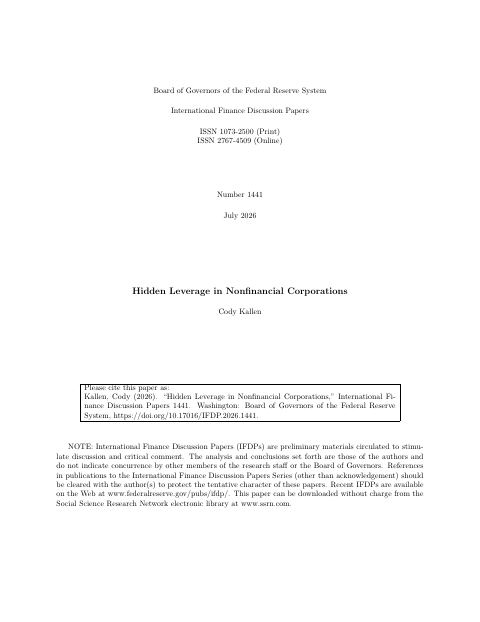 Board of Governors of the Federal Reserve System
International Finance Discussion Papers
ISSN 1073-2500 (Print)
ISSN 2767-4509 (Online)
Number 1441
July 2026
Hidden Leverage in Nonfinancial Corporations
Cody Kallen
Please cite this paper as:
Kallen, Cody (2026). “Hidden Leverage in Nonfinancial Corporations,” International Fi-
nance Discussion Papers 1441. Washington: Board of Governors of the Federal Reserve
System, https://doi.org/10.17016/IFDP.2026.1441.
NOTE: International Finance Discussion Papers (IFDPs) are preliminary materials circulated to stimu-
late discussion and critical comment. The analysis and conclusions set forth are those of the authors and
do not indicate concurrence by other members of the research staff or the Board of Governors. References
in publications to the International Finance Discussion Papers Series (other than acknowledgement) should
be cleared with the author(s) to protect the tentative character of these papers. Recent IFDPs are available
on the Web at www.federalreserve.gov/pubs/ifdp/. This paper can be downloaded without charge from the
Social Science Research Network electronic library at www.ssrn.com.